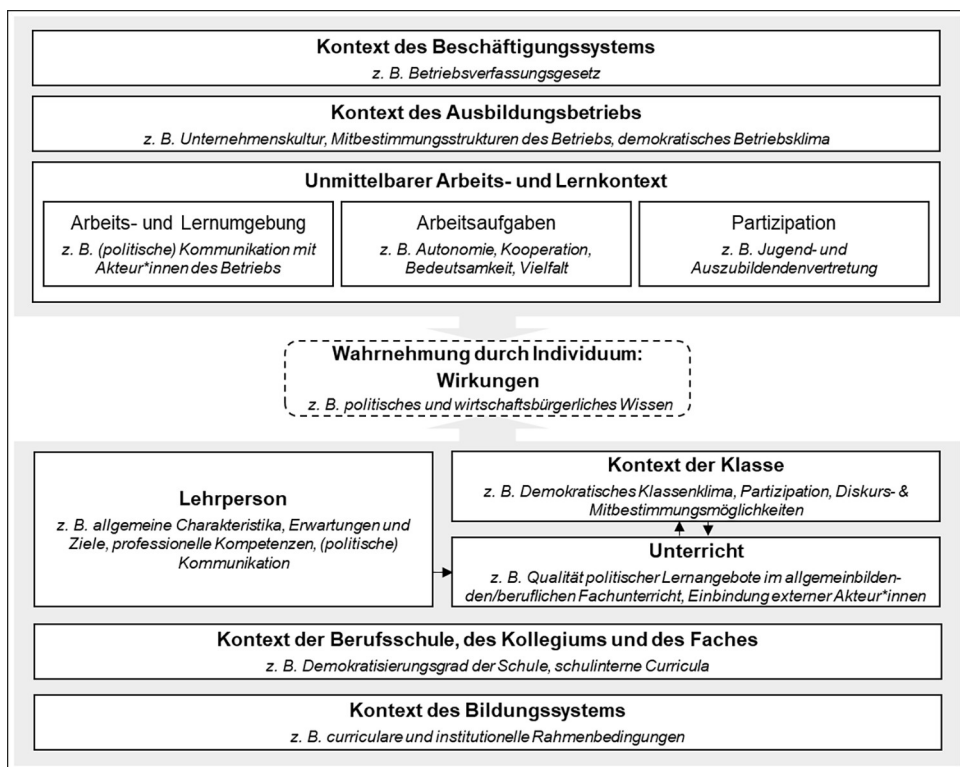 Kontext des Beschäftigungssystems
z. B. Betriebsverfassungsgesetz
Kontext des Ausbildungsbetriebs
z. B. Unternehmenskultur, Mitbestimmungsstrukturen des Betriebs, demokratisches Betriebsklima
Unmittelbarer Arbeits- und Lernkontext
Arbeits- und Lernumgebung
z. B. (politische) Kommunikation mit
Akteur*innen des Betriebs
Arbeitsaufgaben
z. B. Autonomie, Kooperation,
Bedeutsamkeit, Vielfalt
Partizipation
z. B. Jugend- und
Auszubildendenvertretung
Wahrnehmung durch Individuum:
Wirkungen
z. B. politisches und wirtschaftsbürgerliches Wissen
Lehrperson
z. B. allgemeine Charakteristika, Erwartungen und
Ziele, professionelle Kompetenzen, (politische)
Kommunikation
Kontext der Klasse
z. B. Demokratisches Klassenklima, Partizipation, Diskurs- &
Mitbestimmungsmöglichkeiten
Unterricht
z. B. Qualität politischer Lernangebote im allgemeinbilden-
den/beruflichen Fachunterricht, Einbindung externer Akteur*innen
Kontext der Berufsschule, des Kollegiums und des Faches
z. B. Demokratisierungsgrad der Schule, schulinterne Curricula
Kontext des Bildungssystems
z. B. curriculare und institutionelle Rahmenbedingungen